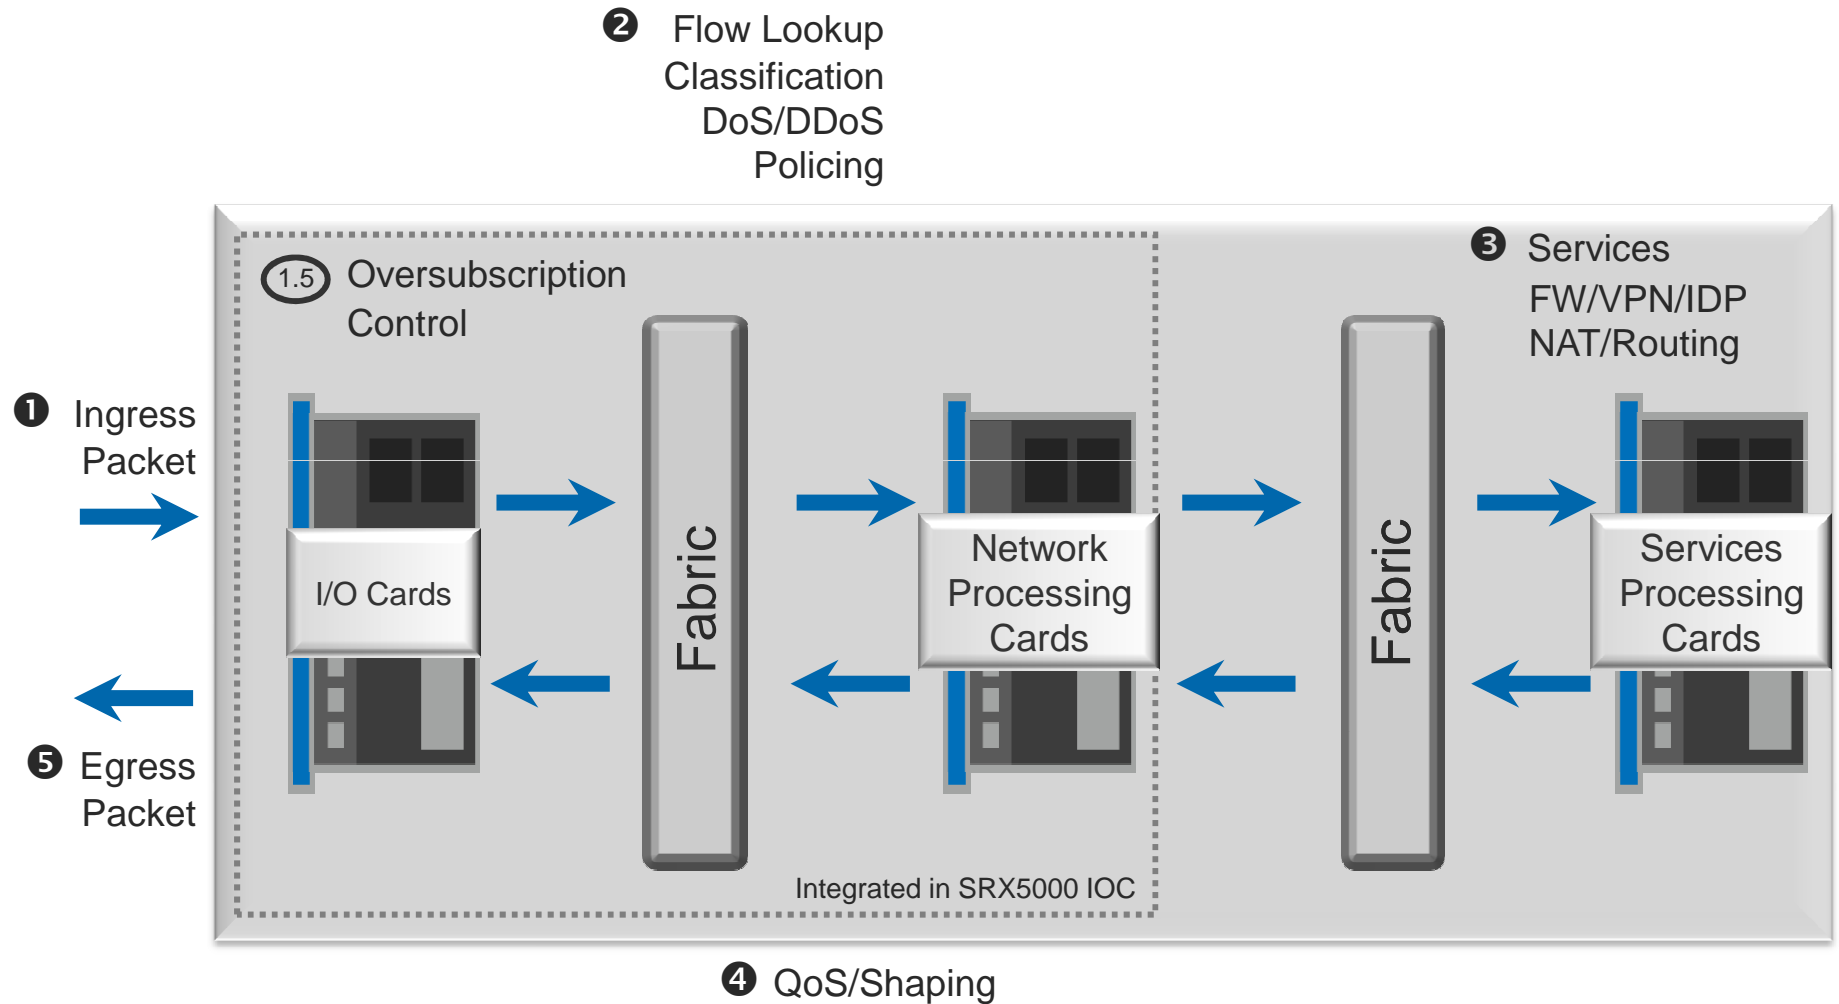 ❷ Flow Lookup
Classification
DoS/DDoS
Policing
1.5 Oversubscription
Control
❸ Services
FW/VPN/IDP
NAT/Routing
❶ Ingress
Packet
I/O Cards
Fabric
Network
Processing
Cards
Fabric
Services
Processing
Cards
❺ Egress
Packet
Integrated in SRX5000 IOC
❹ QoS/Shaping